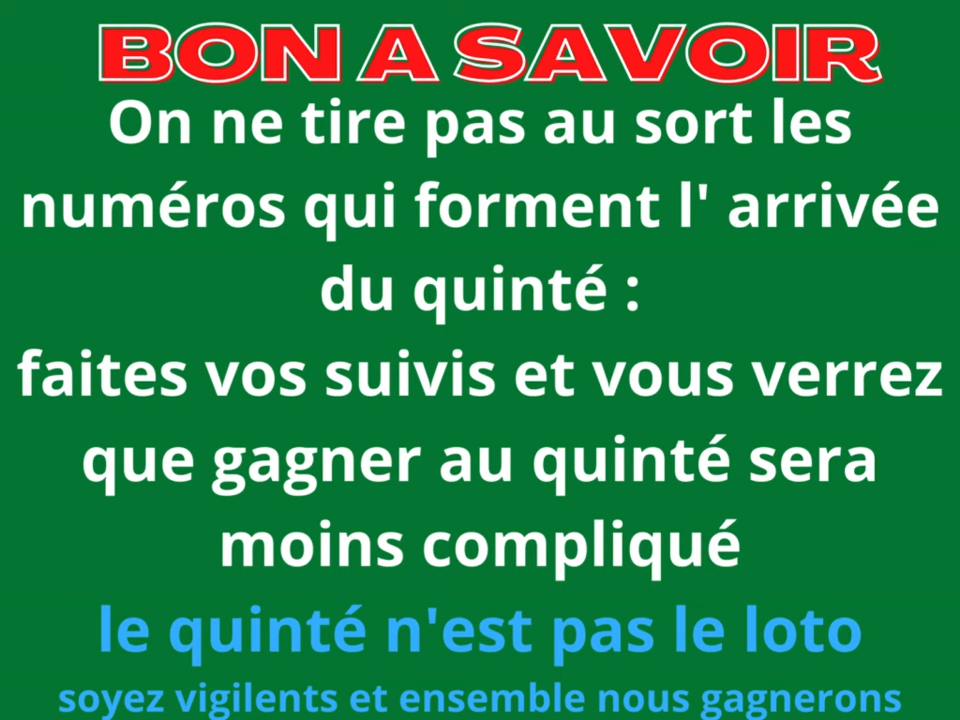 BON A SAVOIR
On ne tire pas au sort les
numéros qui forment l' arrivée
du quinté :
faites vos suivis et vous verrez
que gagner au quinté sera
moins compliqué
le quinté n'est pas le loto
soyez vigilents et ensemble nous gagnerons